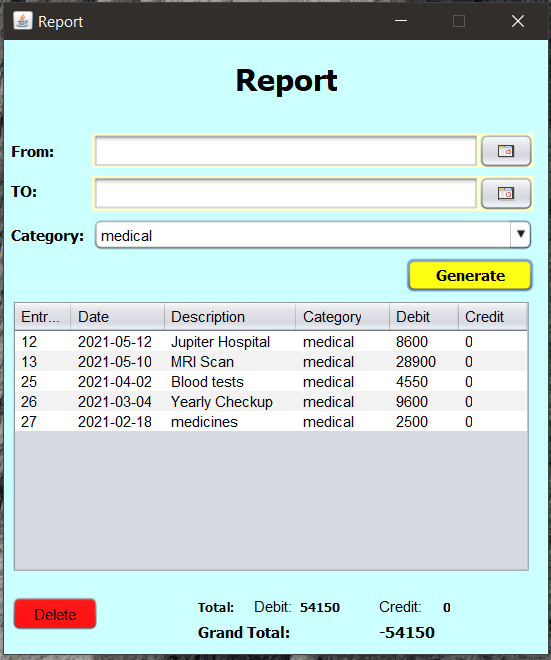 Report
Report
From:
TO:
Category: medical
Generate
Entr... Date Description Category Debit Credit
12 2021-05-12 Jupiter Hospital medical 8600 0
13 2021-05-10 MRI Scan medical 28900 0
25 2021-04-02 Blood tests medical 4550 0
26 2021-03-04 Yearly Checkup medical 9600 0
27 2021-02-18 medicines medical 2500 0
Total: Debit: 54150 Credit: 0
Delete
Grand Total: -54150